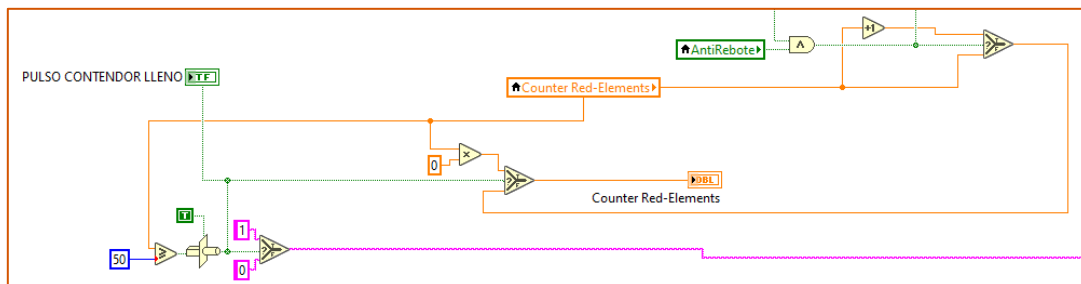 +1
AntiRebote
PULSO CONTENDOR LLENO
TF
Counter Red-Elements
0
DBL
Counter Red-Elements
T
1
50
0